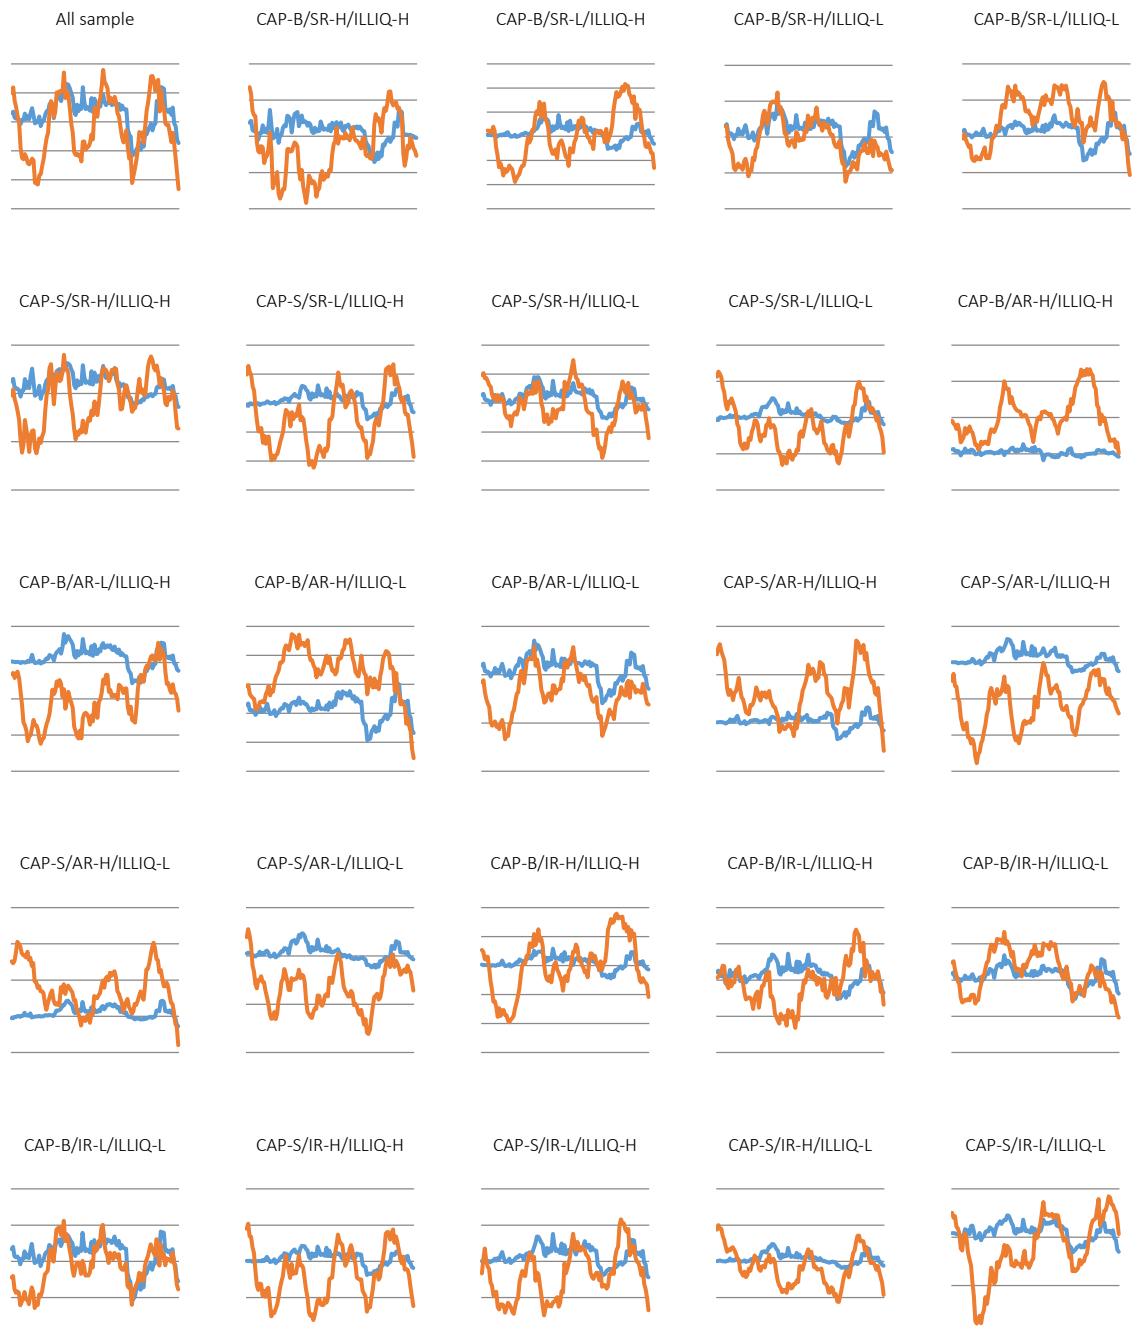 All sample
CAP-B/SR-H/ILLIQ-H
CAP-B/SR-L/ILLIQ-H
CAP-B/SR-H/ILLIQ-L
CAP-B/SR-L/ILLIQ-L
CAP-S/SR-H/ILLIQ-H
CAP-S/SR-L/ILLIQ-H
CAP-S/SR-H/ILLIQ-L
CAP-S/SR-L/ILLIQ-L
CAP-B/AR-H/ILLIQ-H
CAP-B/AR-L/ILLIQ-H
CAP-B/AR-H/ILLIQ-L
CAP-B/AR-L/ILLIQ-L
CAP-S/AR-H/ILLIQ-H
CAP-S/AR-L/ILLIQ-H
CAP-S/AR-H/ILLIQ-L
CAP-S/AR-L/ILLIQ-L
CAP-B/IR-H/ILLIQ-H
CAP-B/IR-L/ILLIQ-H
CAP-B/IR-H/ILLIQ-L
CAP-B/IR-L/ILLIQ-L
CAP-S/IR-H/ILLIQ-H
CAP-S/IR-L/ILLIQ-H
CAP-S/IR-H/ILLIQ-L
CAP-S/IR-L/ILLIQ-L